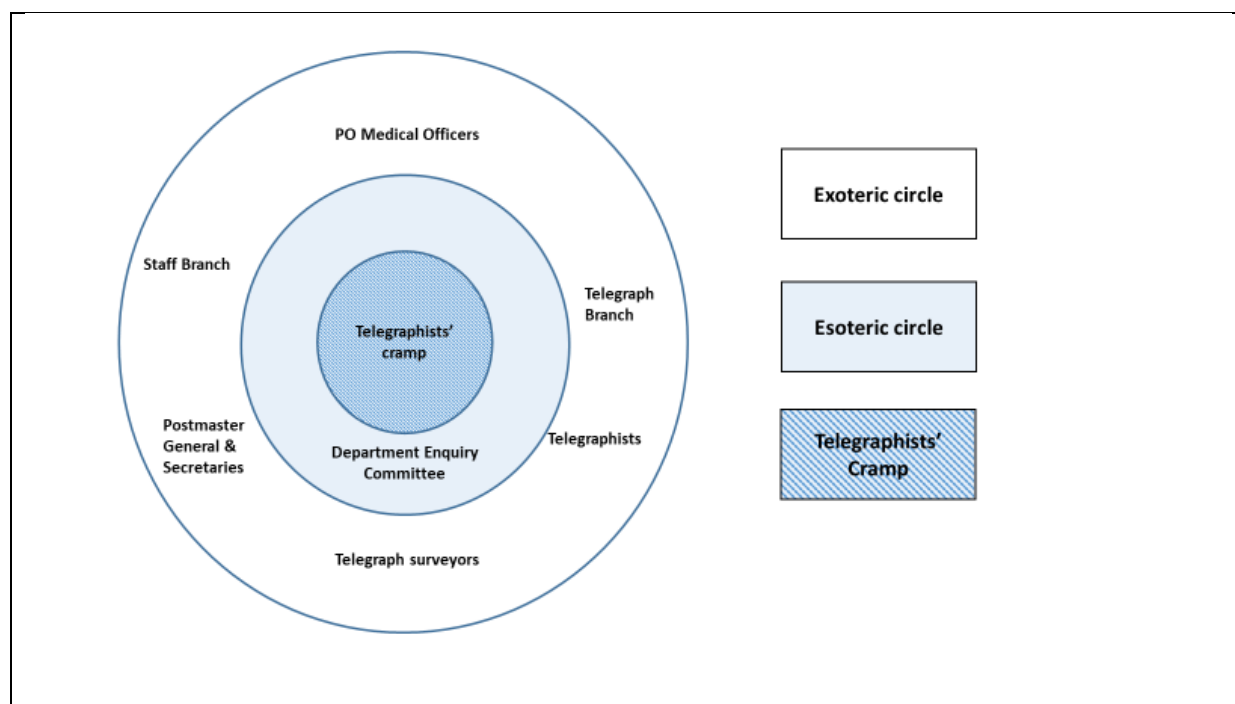 PO Medical Officers
Staff Branch
Telegraph
Branch
Telegraphists’
cramp
Postmaster
General &
Secretaries
Telegraphists
Department Enquiry
Committee
Telegraph surveyors
Exoteric circle
Esoteric circle
Telegraphists’
Cramp